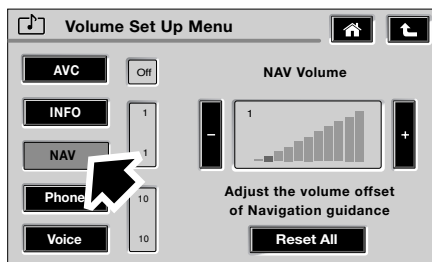 Volume Set Up Menu
AVC
Off
NAV Volume
INFO
1
1
-
+
NAV
1
Phone
10
Adjust the volume offset
of Navigation guidance
Voice
10
Reset All